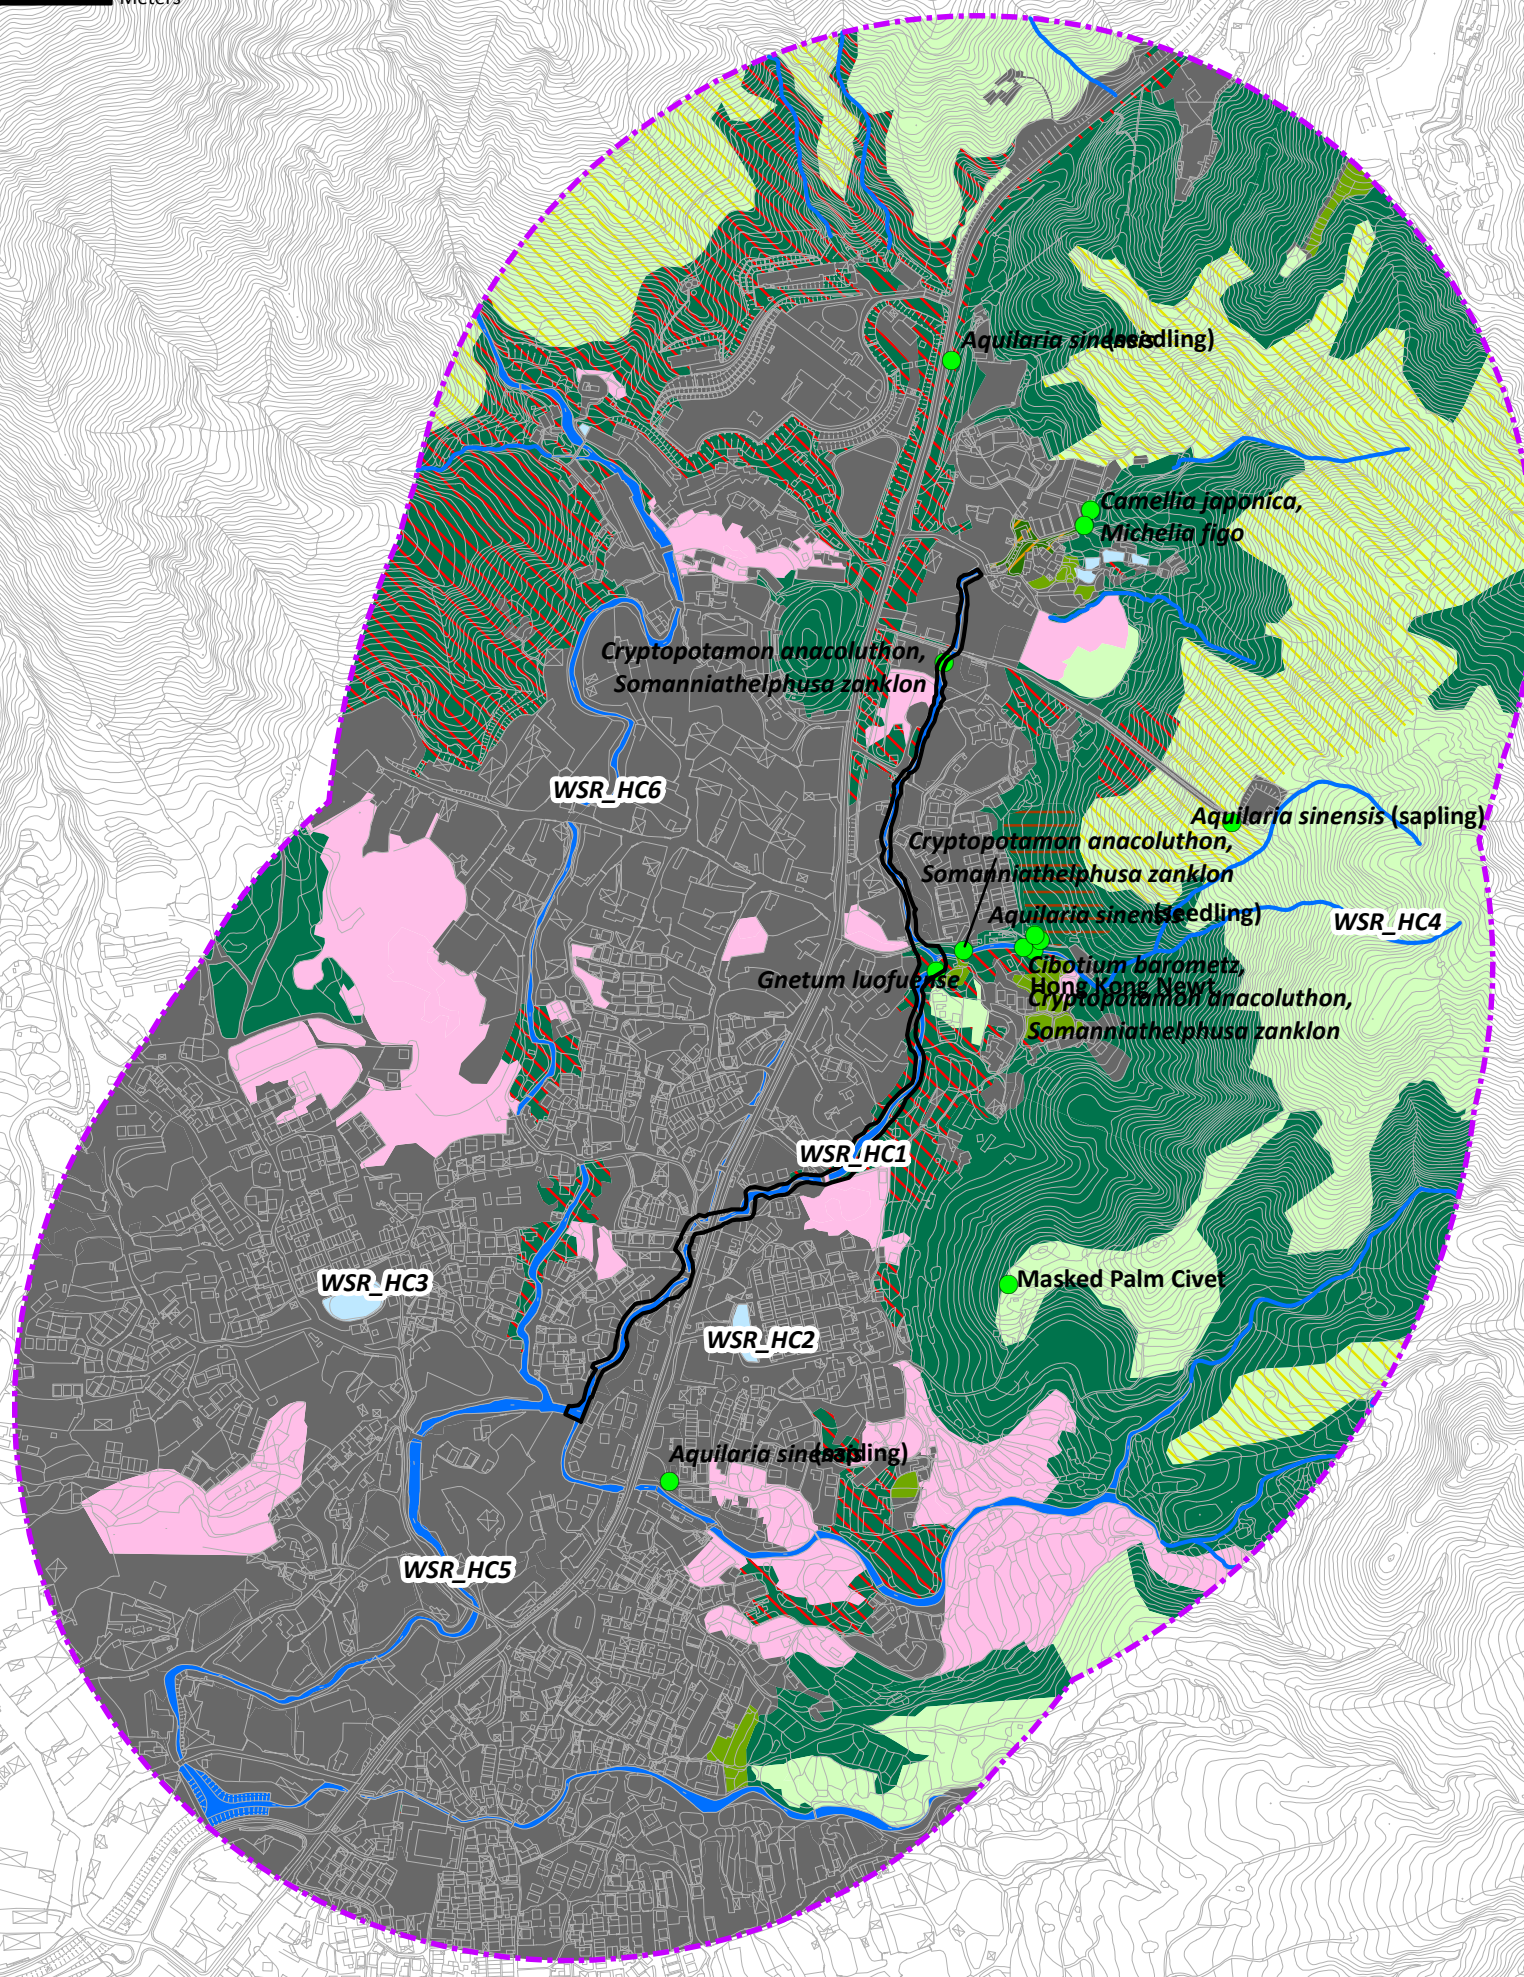 Meters
Aquilaria sinensis (seedling)
Camellia japonica,
Michelia figo
Cryptopotamon anacoluthon,
Somanniathelphusa zanklon
WSR_HC6
Aquilaria sinensis (sapling)
Cryptopotamon anacoluthon,
Somanniathelphusa zanklon
Aquilaria sinensis (seedling)
WSR_HC4
Cibotium barometz,
Gnetum luofuense
Hong Kong Newt,
Cryptopotamon anacoluthon,
Somanniathelphusa zanklon
WSR_HC1
Masked Palm Civet
WSR_HC3
WSR_HC2
Aquilaria sinensis (sapling)
WSR_HC5